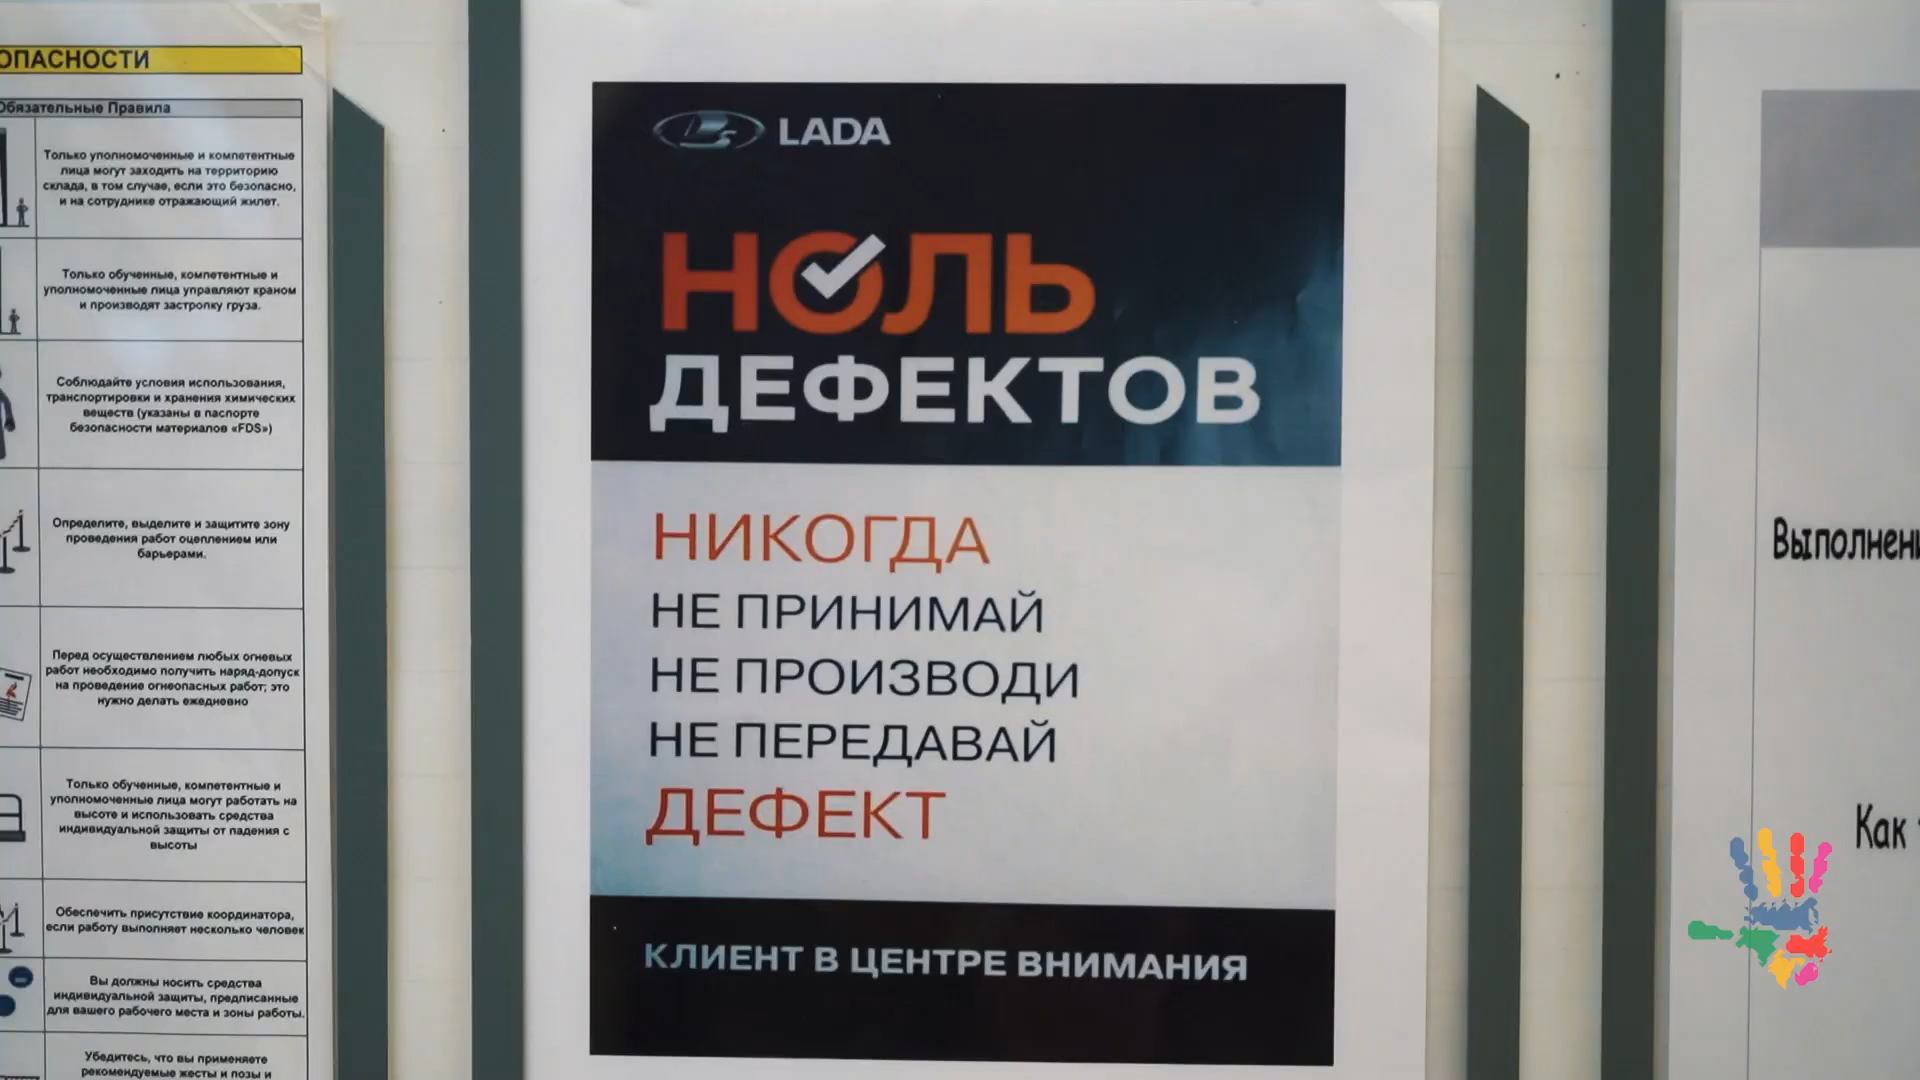 ОПАСНОСТИ
Обязательные Правила
Только уполномоченные и компетентные
лица могут заходить на территорию
склада, в том случае, если это безопасно,
и на сотруднике отражающий жилет.
Только обученные, компетентные и
уполномоченные лица управляют краном
и производят застропку груза.
Соблюдайте условия использования,
транспортировки и хранения химических
веществ (указаны в паспорте
безопасности материалов «FDS»)
Определите, выделите и защитите зону
проведения работ оцеплением или
барьерами.
Перед осуществлением любых огневых
работ необходимо получить наряд-допуск
на проведение огнеопасных работ; это
нужно делать ежедневно
Только обученные, компетентные и
уполномоченные лица могут работать на
высоте и использовать средства
индивидуальной защиты от падения с
высоты
Обеспечить присутствие координатора,
если работу выполняет несколько человек
Вы должны носить средства
индивидуальной защиты, предписанные
для вашего рабочего места и зоны работы.
Убедитесь, что вы применяете
рекомендуемые жесты и позы и
LADA
НОЛЬ
ДЕФЕКТОВ
НИКОГДА
НЕ ПРИНИМАЙ
НЕ ПРОИЗВОДИ
НЕ ПЕРЕДАВАЙ
ДЕФЕКТ
КЛИЕНТ В ЦЕНТРЕ ВНИМАНИЯ
Выполнени
Как